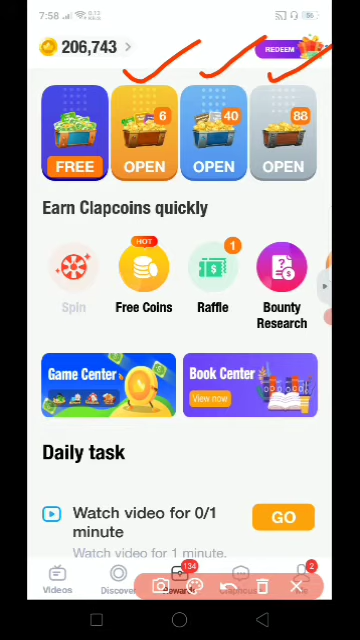 7:58
206,743
REDEEM
6
40
88
FREE
OPEN
OPEN
OPEN
Earn Clapcoins quickly
HOT
1
Spin
Free Coins
Raffle
Bounty
Research
Game Center
Book Center
View now
Daily task
Watch video for 0/1
minute
GO
Watch video for 1 minute.
134
2
Videos
Discover
Rewards